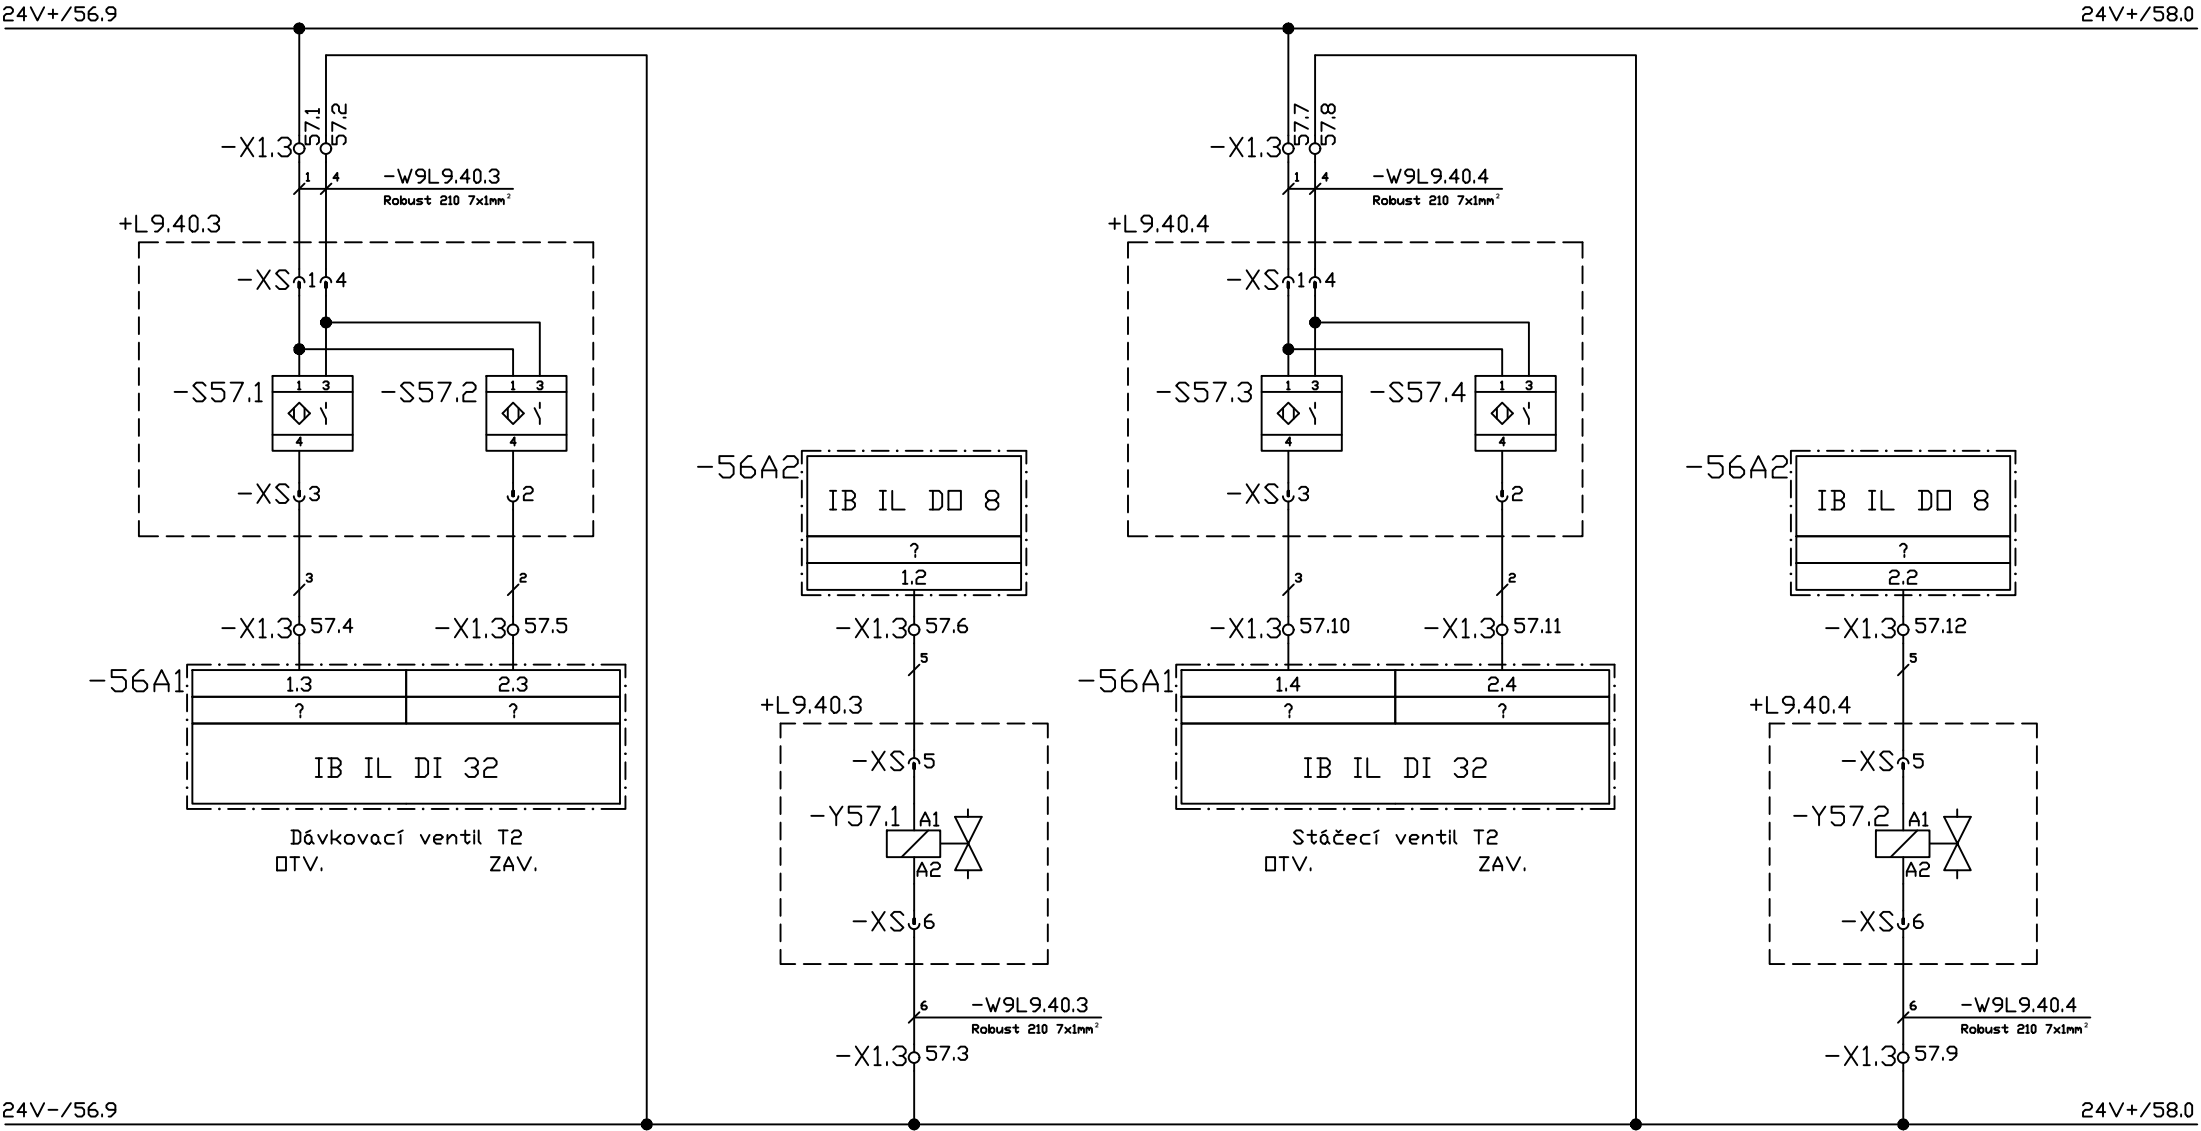 24V+/56.9
24V+/58.0
57.1
57.2
-X1.3
1
4
-W9L9.40.3
Robust 210 7x1mm²
+L9.40.3
-XS
1
4
-S57.1
1 3
4
-S57.2
1 3
4
-XS
3
2
3
2
-X1.3
57.4
-X1.3
57.5
-56A1
1.3
2.3
?
?
IB IL DI 32
Dávkovací ventil T2
OTV.
ZAV.
-56A2
IB IL DO 8
?
1.2
-X1.3
57.6
5
+L9.40.3
-XS
5
-Y57.1
A1
A2
-XS
6
6
-W9L9.40.3
Robust 210 7x1mm²
-X1.3
57.3
57.7
57.8
-X1.3
1
4
-W9L9.40.4
Robust 210 7x1mm²
+L9.40.4
-XS
1
4
-S57.3
1 3
4
-S57.4
1 3
4
-XS
3
2
3
2
-X1.3
57.10
-X1.3
57.11
-56A1
1.4
2.4
?
?
IB IL DI 32
Stáčecí ventil T2
OTV.
ZAV.
-56A2
IB IL DO 8
?
2.2
-X1.3
57.12
5
+L9.40.4
-XS
5
-Y57.2
A1
A2
-XS
6
6
-W9L9.40.4
Robust 210 7x1mm²
-X1.3
57.9
24V-/56.9
24V+/58.0